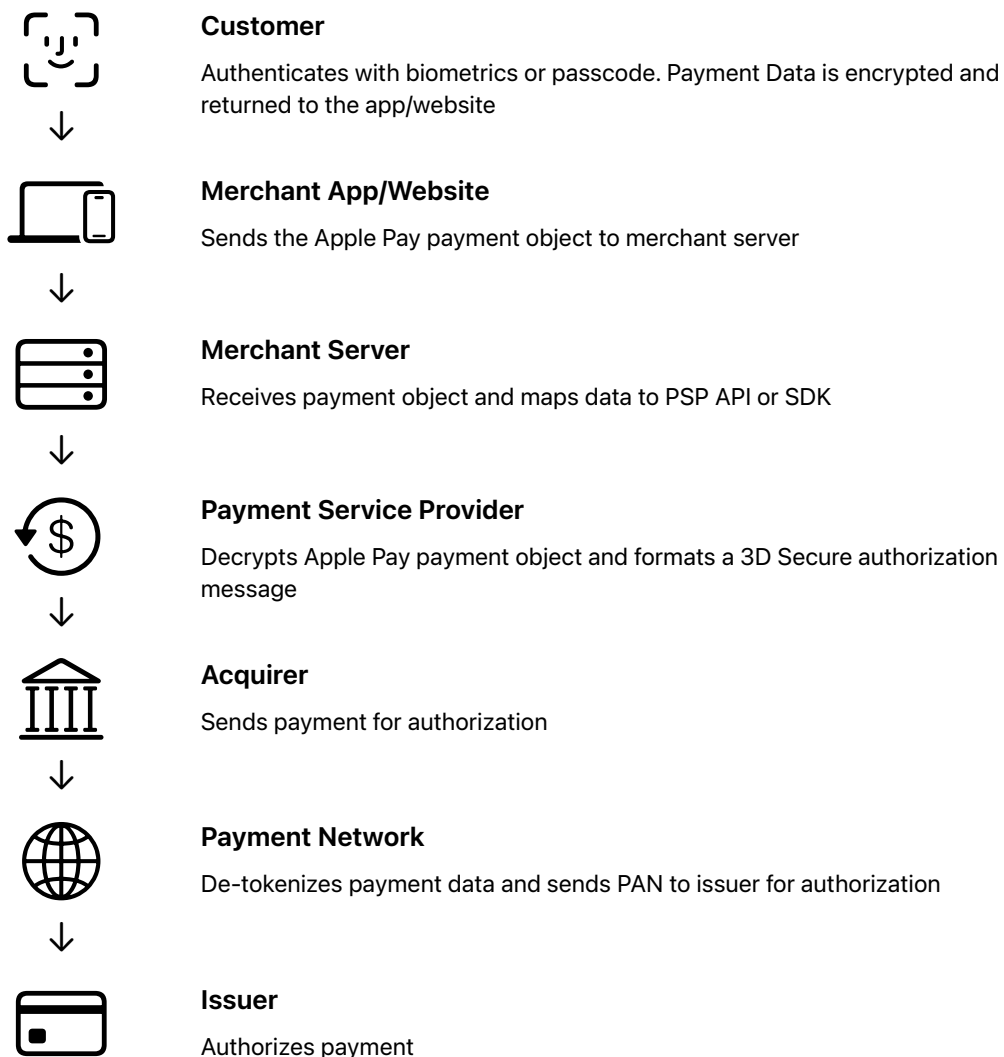 Customer
Authenticates with biometrics or passcode. Payment Data is encrypted and
returned to the app/website
Merchant App/Website
Sends the Apple Pay payment object to merchant server
Merchant Server
Receives payment object and maps data to PSP API or SDK
$
Payment Service Provider
Decrypts Apple Pay payment object and formats a 3D Secure authorization
message
Acquirer
Sends payment for authorization
Payment Network
De-tokenizes payment data and sends PAN to issuer for authorization
Issuer
Authorizes payment